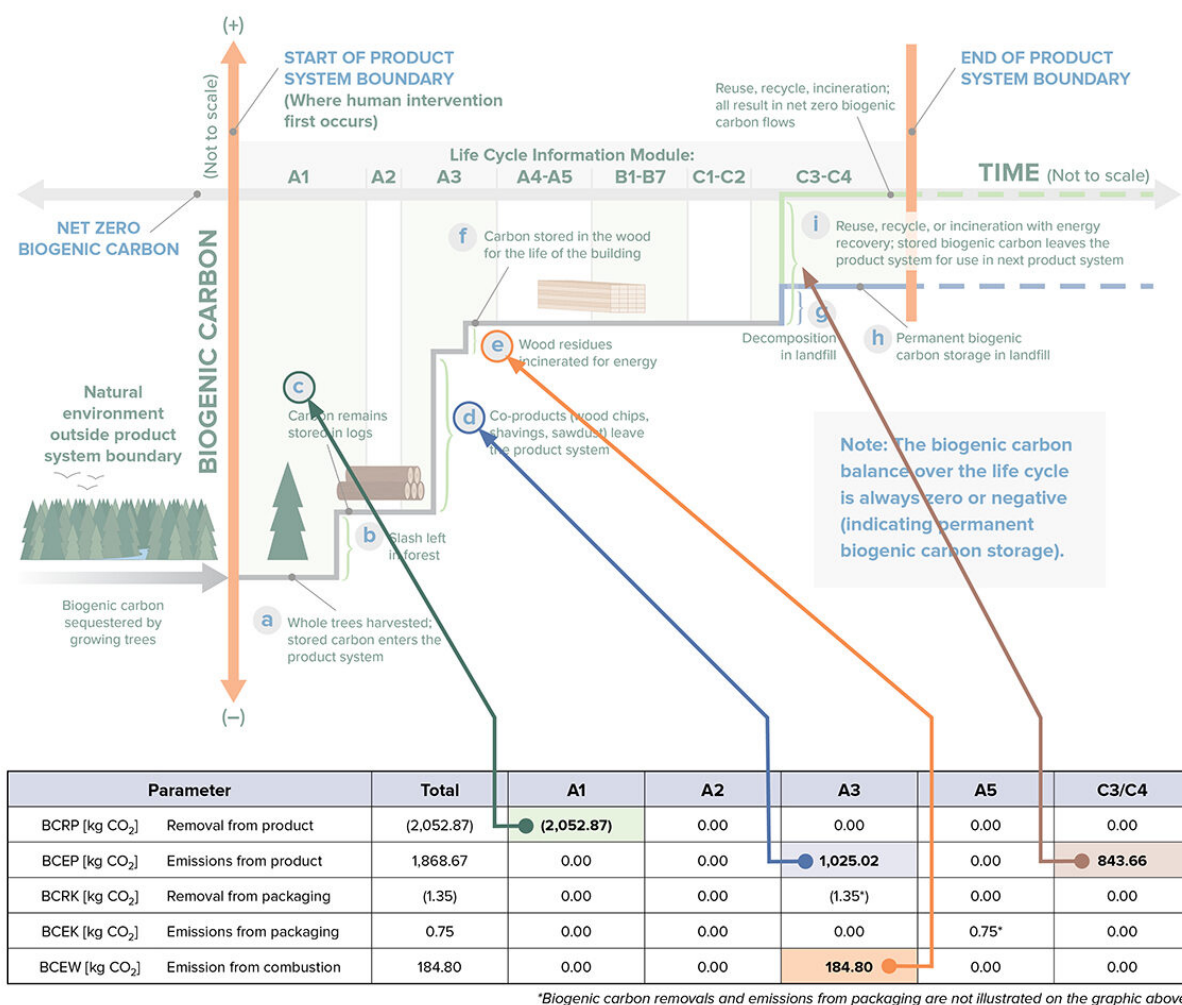 (+)
(Not to scale)
BIOGENIC CARBON
(−)
START OF PRODUCT
SYSTEM BOUNDARY
(Where human intervention
first occurs)
Reuse, recycle, incineration;
all result in net zero biogenic
carbon flows
END OF PRODUCT
SYSTEM BOUNDARY
Life Cycle Information Module:
A1 A2 A3 A4-A5 B1-B7 C1-C2 C3-C4
TIME (Not to scale)
NET ZERO
BIOGENIC CARBON
f Carbon stored in the wood
for the life of the building
i Reuse, recycle, or incineration with energy
recovery; stored biogenic carbon leaves the
product system for use in next product system
g
Decomposition
in landfill
h Permanent biogenic
carbon storage in landfill
e Wood residues
incinerated for energy
Natural
environment
outside product
system boundary
c
Carbon remains
stored in logs
d Co-products (wood chips,
shavings, sawdust) leave
the product system
Note: The biogenic carbon
balance over the life cycle
is always zero or negative
(indicating permanent
biogenic carbon storage).
b Slash left
in forest
Biogenic carbon
sequestered by
growing trees
a Whole trees harvested;
stored carbon enters the
product system
Parameter Total A1 A2 A3 A5 C3/C4
BCRP [kg CO₂] Removal from product (2,052.87) (2,052.87) 0.00 0.00 0.00 0.00
BCEP [kg CO₂] Emissions from product 1,868.67 0.00 0.00 1,025.02 0.00 843.66
BCRK [kg CO₂] Removal from packaging (1.35) 0.00 0.00 (1.35*) 0.00 0.00
BCEK [kg CO₂] Emissions from packaging 0.75 0.00 0.00 0.00 0.75* 0.00
BCEW [kg CO₂] Emission from combustion 184.80 0.00 0.00 184.80 0.00 0.00
*Biogenic carbon removals and emissions from packaging are not illustrated on the graphic above